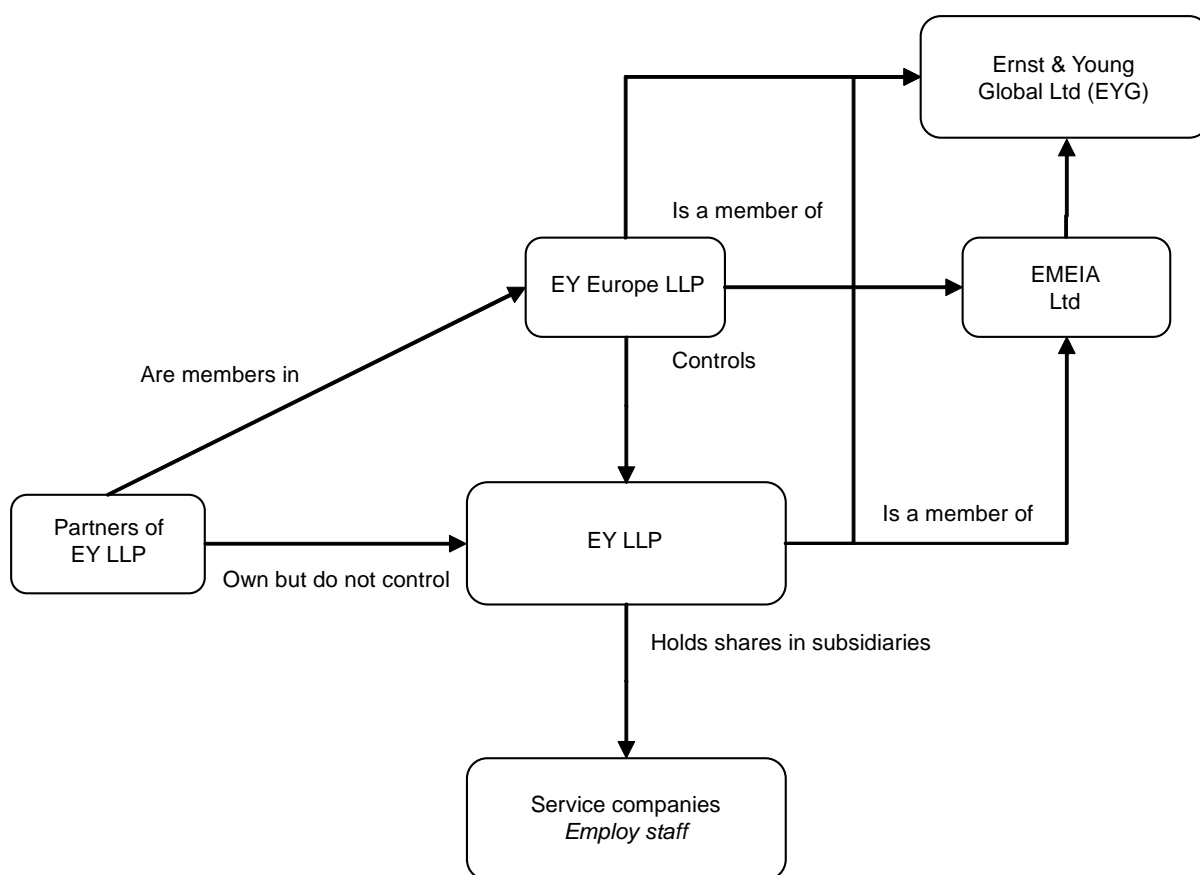 Ernst & Young
Global Ltd (EYG)
Is a member of
EY Europe LLP
EMEIA
Ltd
Controls
Are members in
Partners of
EY LLP
EY LLP
Is a member of
Own but do not control
Holds shares in subsidiaries
Service companies
Employ staff